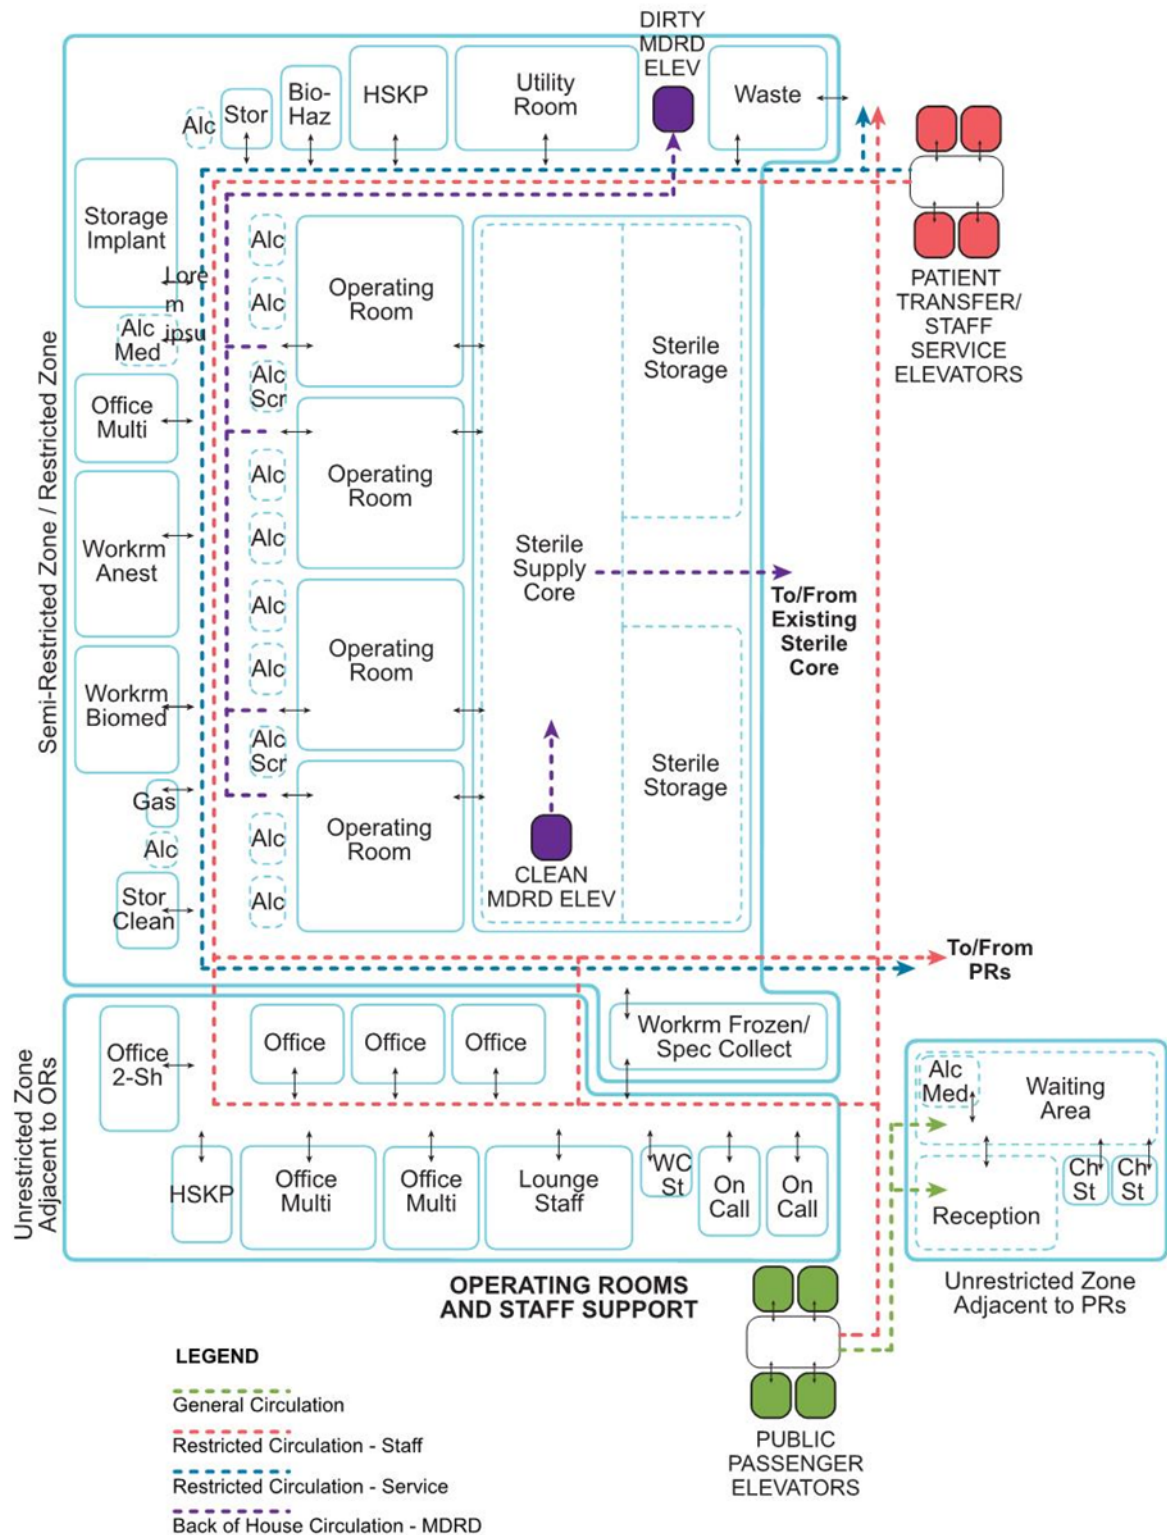 DIRTY
MDRD
ELEV
Alc
Stor
Bio-
Haz
HSKP
Utility
Room
Waste
Storage
Implant
Lore
m
ipsu
Alc
Med
Office
Multi
Workrm
Anest
Workrm
Biomed
Gas
Alc
Stor
Clean
Semi-Restricted Zone / Restricted Zone
Alc
Alc
Alc
Scr
Alc
Alc
Alc
Alc
Alc
Scr
Alc
Alc
Operating
Room
Operating
Room
Operating
Room
Operating
Room
Sterile
Supply
Core
Sterile
Storage
Sterile
Storage
CLEAN
MDRD ELEV
PATIENT
TRANSFER/
STAFF
SERVICE
ELEVATORS
To/From
Existing
Sterile
Core
To/From
PRs
Unrestricted Zone
Adjacent to ORs
Office
2-Sh
Office
Office
Office
Workrm Frozen/
Spec Collect
HSKP
Office
Multi
Office
Multi
Lounge
Staff
WC
St
On
Call
On
Call
Alc
Med
Waiting
Area
Reception
Ch
St
Ch
St
Unrestricted Zone
Adjacent to PRs
OPERATING ROOMS
AND STAFF SUPPORT
PUBLIC
PASSENGER
ELEVATORS
LEGEND
General Circulation
Restricted Circulation - Staff
Restricted Circulation - Service
Back of House Circulation - MDRD